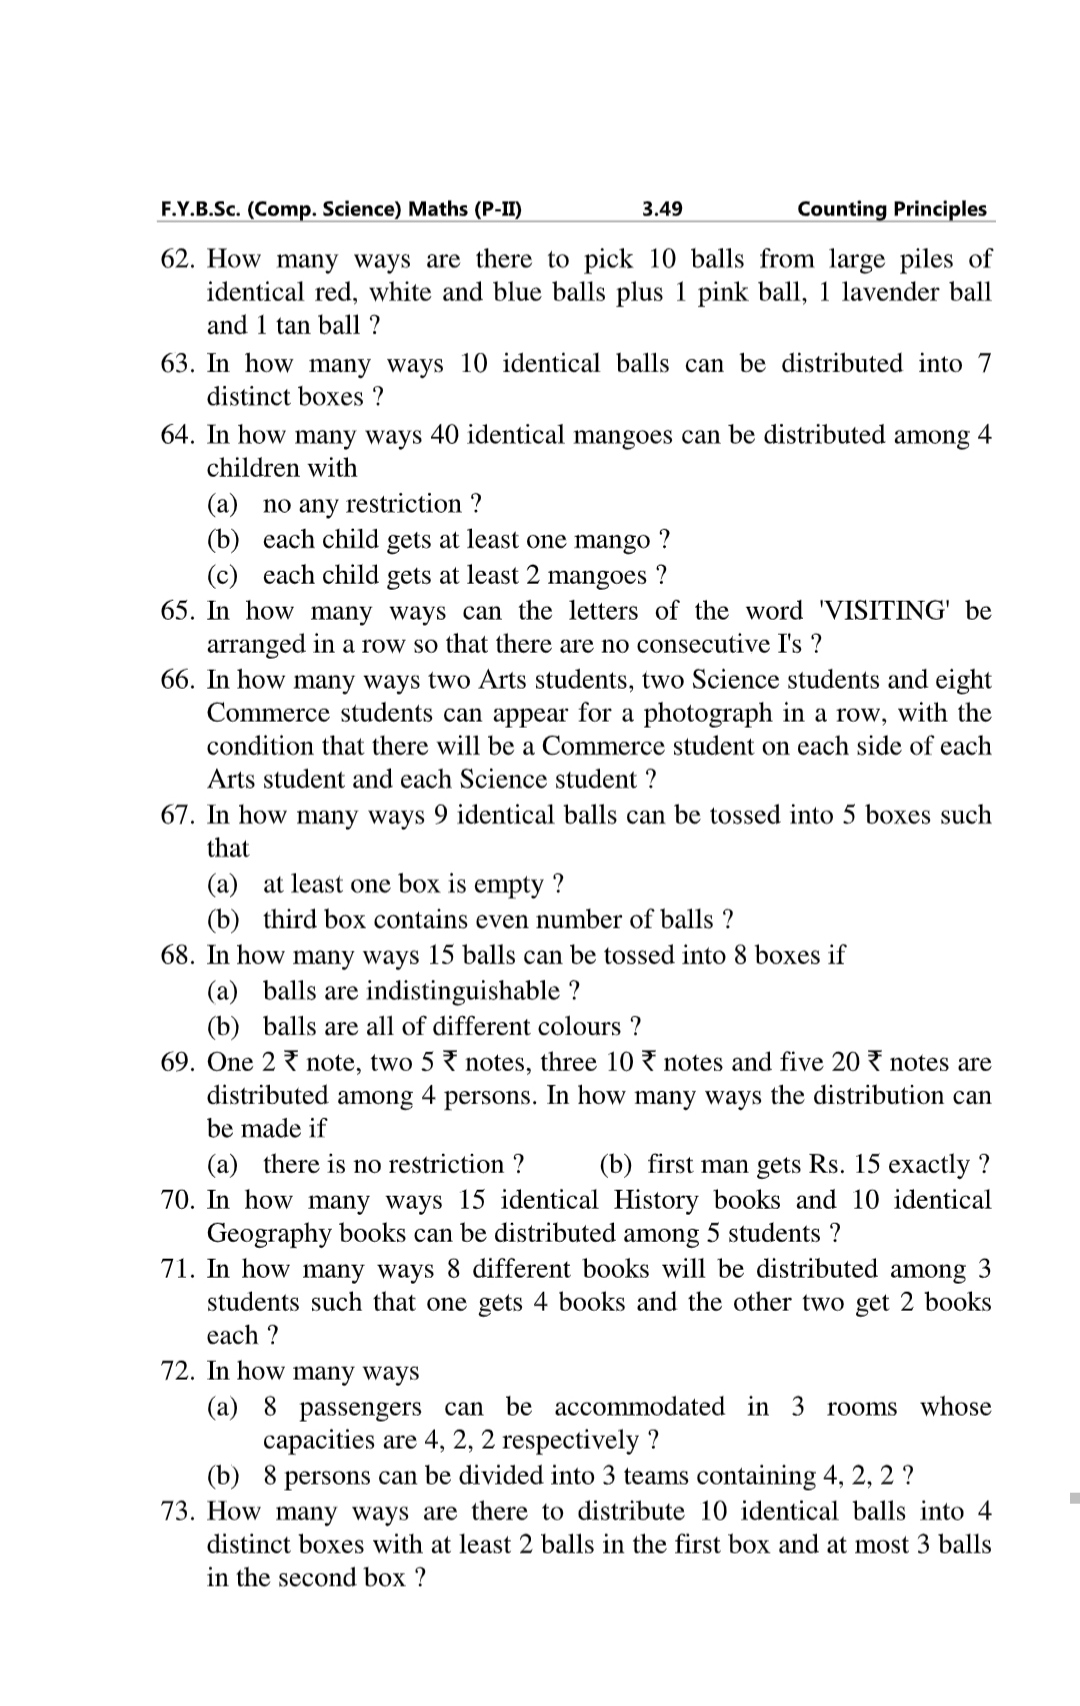 F.Y.B.Sc. (Comp. Science) Maths (P-II) 3.49 Counting Principles
62. How many ways are there to pick 10 balls from large piles of
identical red, white and blue balls plus 1 pink ball, 1 lavender ball
and 1 tan ball ?
63. In how many ways 10 identical balls can be distributed into 7
distinct boxes ?
64. In how many ways 40 identical mangoes can be distributed among 4
children with
(a) no any restriction ?
(b) each child gets at least one mango ?
(c) each child gets at least 2 mangoes ?
65. In how many ways can the letters of the word 'VISITING' be
arranged in a row so that there are no consecutive I's ?
66. In how many ways two Arts students, two Science students and eight
Commerce students can appear for a photograph in a row, with the
condition that there will be a Commerce student on each side of each
Arts student and each Science student ?
67. In how many ways 9 identical balls can be tossed into 5 boxes such
that
(a) at least one box is empty ?
(b) third box contains even number of balls ?
68. In how many ways 15 balls can be tossed into 8 boxes if
(a) balls are indistinguishable ?
(b) balls are all of different colours ?
69. One 2 ₹ note, two 5 ₹ notes, three 10 ₹ notes and five 20 ₹ notes are
distributed among 4 persons. In how many ways the distribution can
be made if
(a) there is no restriction ? (b) first man gets Rs. 15 exactly ?
70. In how many ways 15 identical History books and 10 identical
Geography books can be distributed among 5 students ?
71. In how many ways 8 different books will be distributed among 3
students such that one gets 4 books and the other two get 2 books
each ?
72. In how many ways
(a) 8 passengers can be accommodated in 3 rooms whose
capacities are 4, 2, 2 respectively ?
(b) 8 persons can be divided into 3 teams containing 4, 2, 2 ?
73. How many ways are there to distribute 10 identical balls into 4
distinct boxes with at least 2 balls in the first box and at most 3 balls
in the second box ?